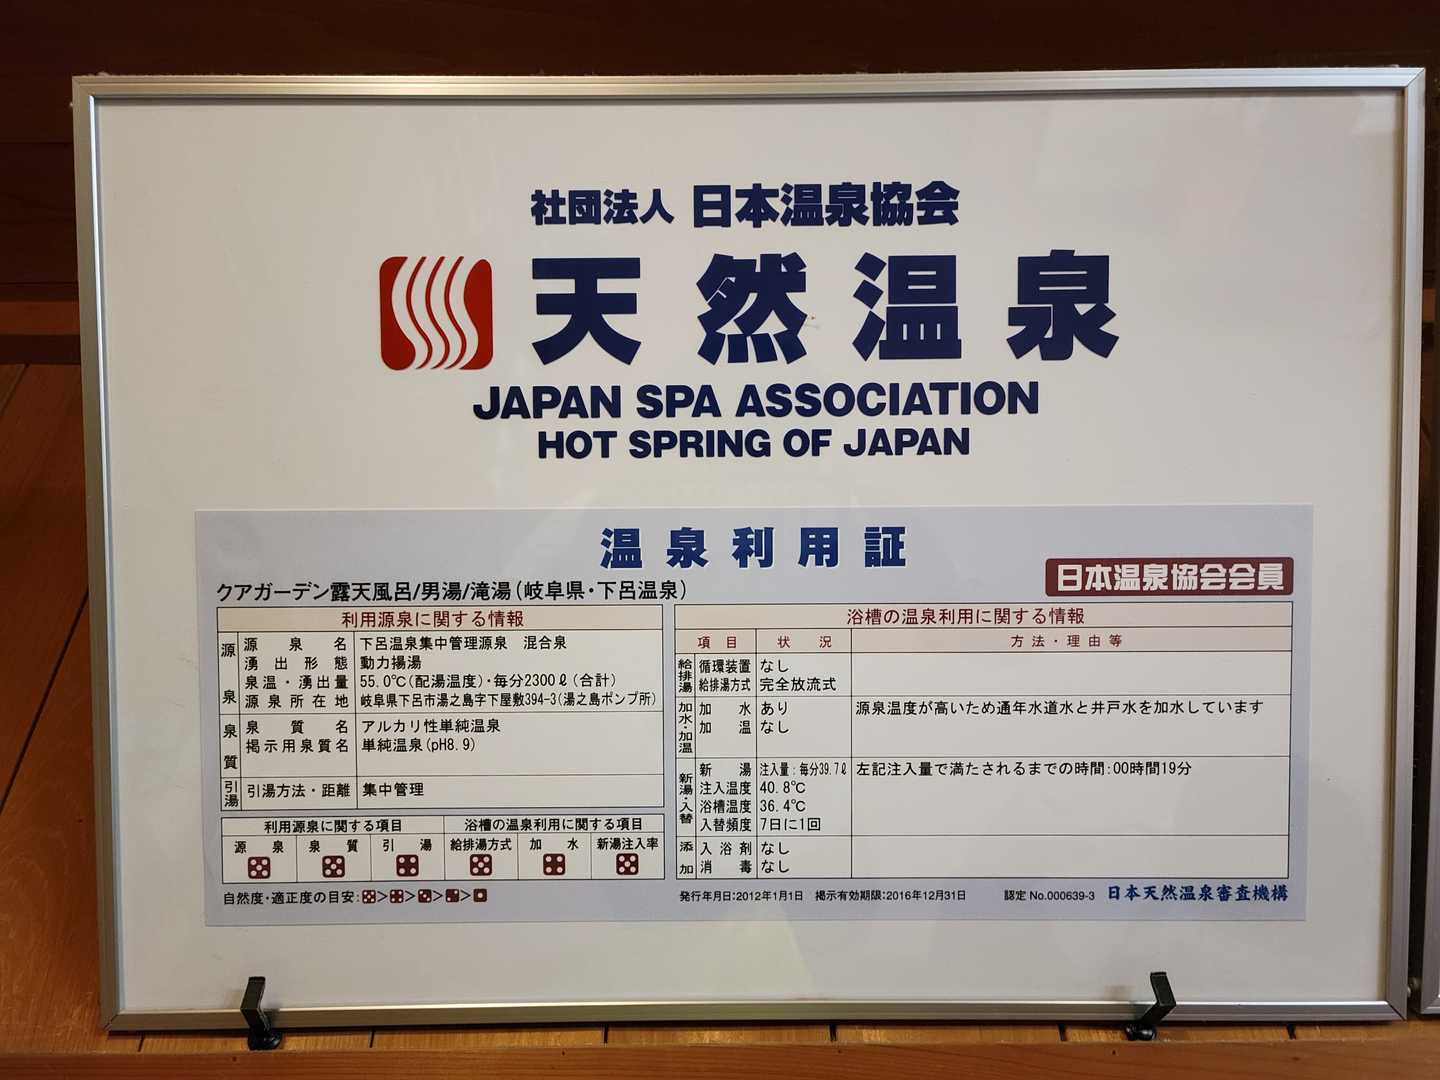 社団法人 日本温泉協会
天然温泉
JAPAN SPA ASSOCIATION
HOT SPRING OF JAPAN
温泉利用証
クアガーデン露天風呂/男湯/滝湯(岐阜県・下呂温泉)
日本温泉協会会員
利用源泉に関する情報
源泉
源泉名 下呂温泉集中管理源泉 混合泉
湧出形態 動力揚湯
泉温・湧出量 55.0℃(配湯温度)・毎分2300ℓ(合計)
源泉所在地 岐阜県下呂市湯之島字下屋敷394-3(湯之島ポンプ所)
泉質
泉質名 アルカリ性単純温泉
掲示用泉質名 単純温泉(pH8.9)
引湯
引湯方法・距離 集中管理
利用源泉に関する項目 浴槽の温泉利用に関する項目
源泉 泉質 引湯 給排湯方式 加水 新湯注入率
自然度・適正度の目安:⚄>⚃>⚂>⚁>⚀
浴槽の温泉利用に関する情報
項目 状況 方法・理由等
給排湯
循環装置 なし
給排湯方式 完全放流式
加水・加温
加水 あり 源泉温度が高いため通年水道水と井戸水を加水しています
加温 なし
新湯・入替
新湯 注入量:毎分39.7ℓ 左記注入量で満たされるまでの時間:00時間19分
注入温度 40.8℃
浴槽温度 36.4℃
入替頻度 7日に1回
添加
入浴剤 なし
消毒 なし
発行年月日:2012年1月1日 掲示有効期限:2016年12月31日 認定 No.000639-3 日本天然温泉審査機構